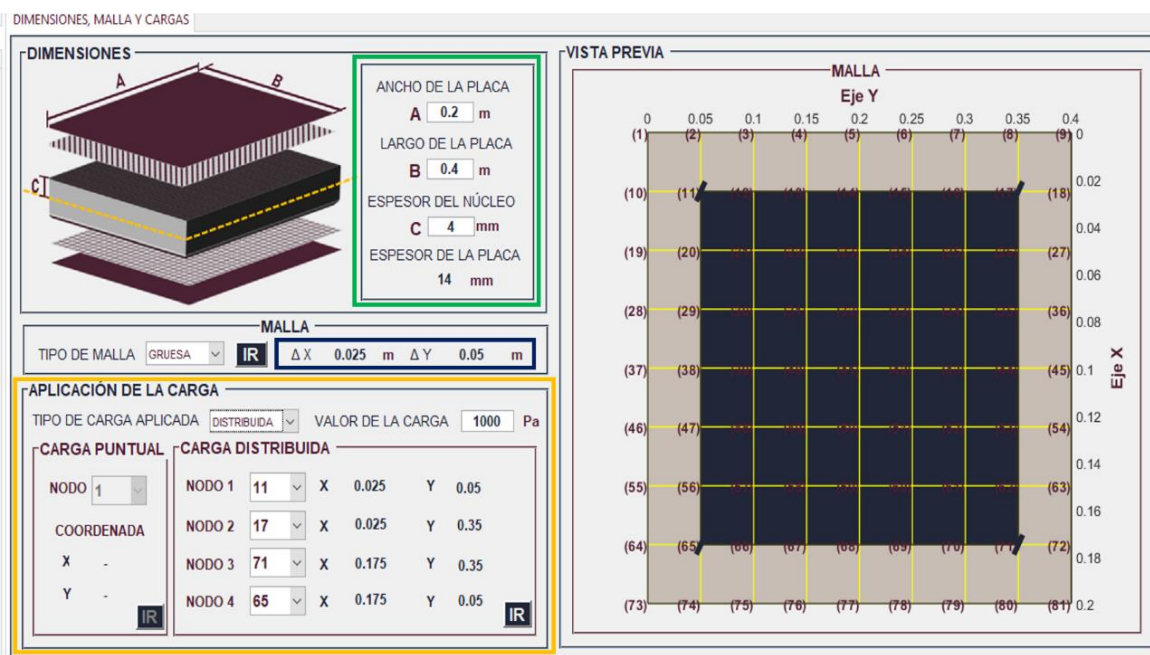 DIMENSIONES, MALLA Y CARGAS
DIMENSIONES
A
B
C
ANCHO DE LA PLACA
A 0.2 m
LARGO DE LA PLACA
B 0.4 m
ESPESOR DEL NÚCLEO
C 4 mm
ESPESOR DE LA PLACA
14 mm
MALLA
TIPO DE MALLA GRUESA IR Δ X 0.025 m Δ Y 0.05 m
APLICACIÓN DE LA CARGA
TIPO DE CARGA APLICADA DISTRIBUIDA VALOR DE LA CARGA 1000 Pa
CARGA PUNTUAL
NODO 1
COORDENADA
X -
Y -
IR
CARGA DISTRIBUIDA
NODO 1 11 X 0.025 Y 0.05
NODO 2 17 X 0.025 Y 0.35
NODO 3 71 X 0.175 Y 0.35
NODO 4 65 X 0.175 Y 0.05
IR
VISTA PREVIA
MALLA
Eje Y
0 0.05 0.1 0.15 0.2 0.25 0.3 0.35 0.4
(1) (2) (3) (4) (5) (6) (7) (8) (9) 0
0.02
(10) (11) (18)
0.04
(19) (20) (27)
0.06
(28) (29) (36)
0.08
(37) (38) (45) 0.1
Eje X
0.12
(46) (47) (54)
0.14
(55) (56) (63)
0.16
(64) (65) (66) (67) (68) (69) (70) (71) (72)
0.18
(73) (74) (75) (76) (77) (78) (79) (80) (81) 0.2